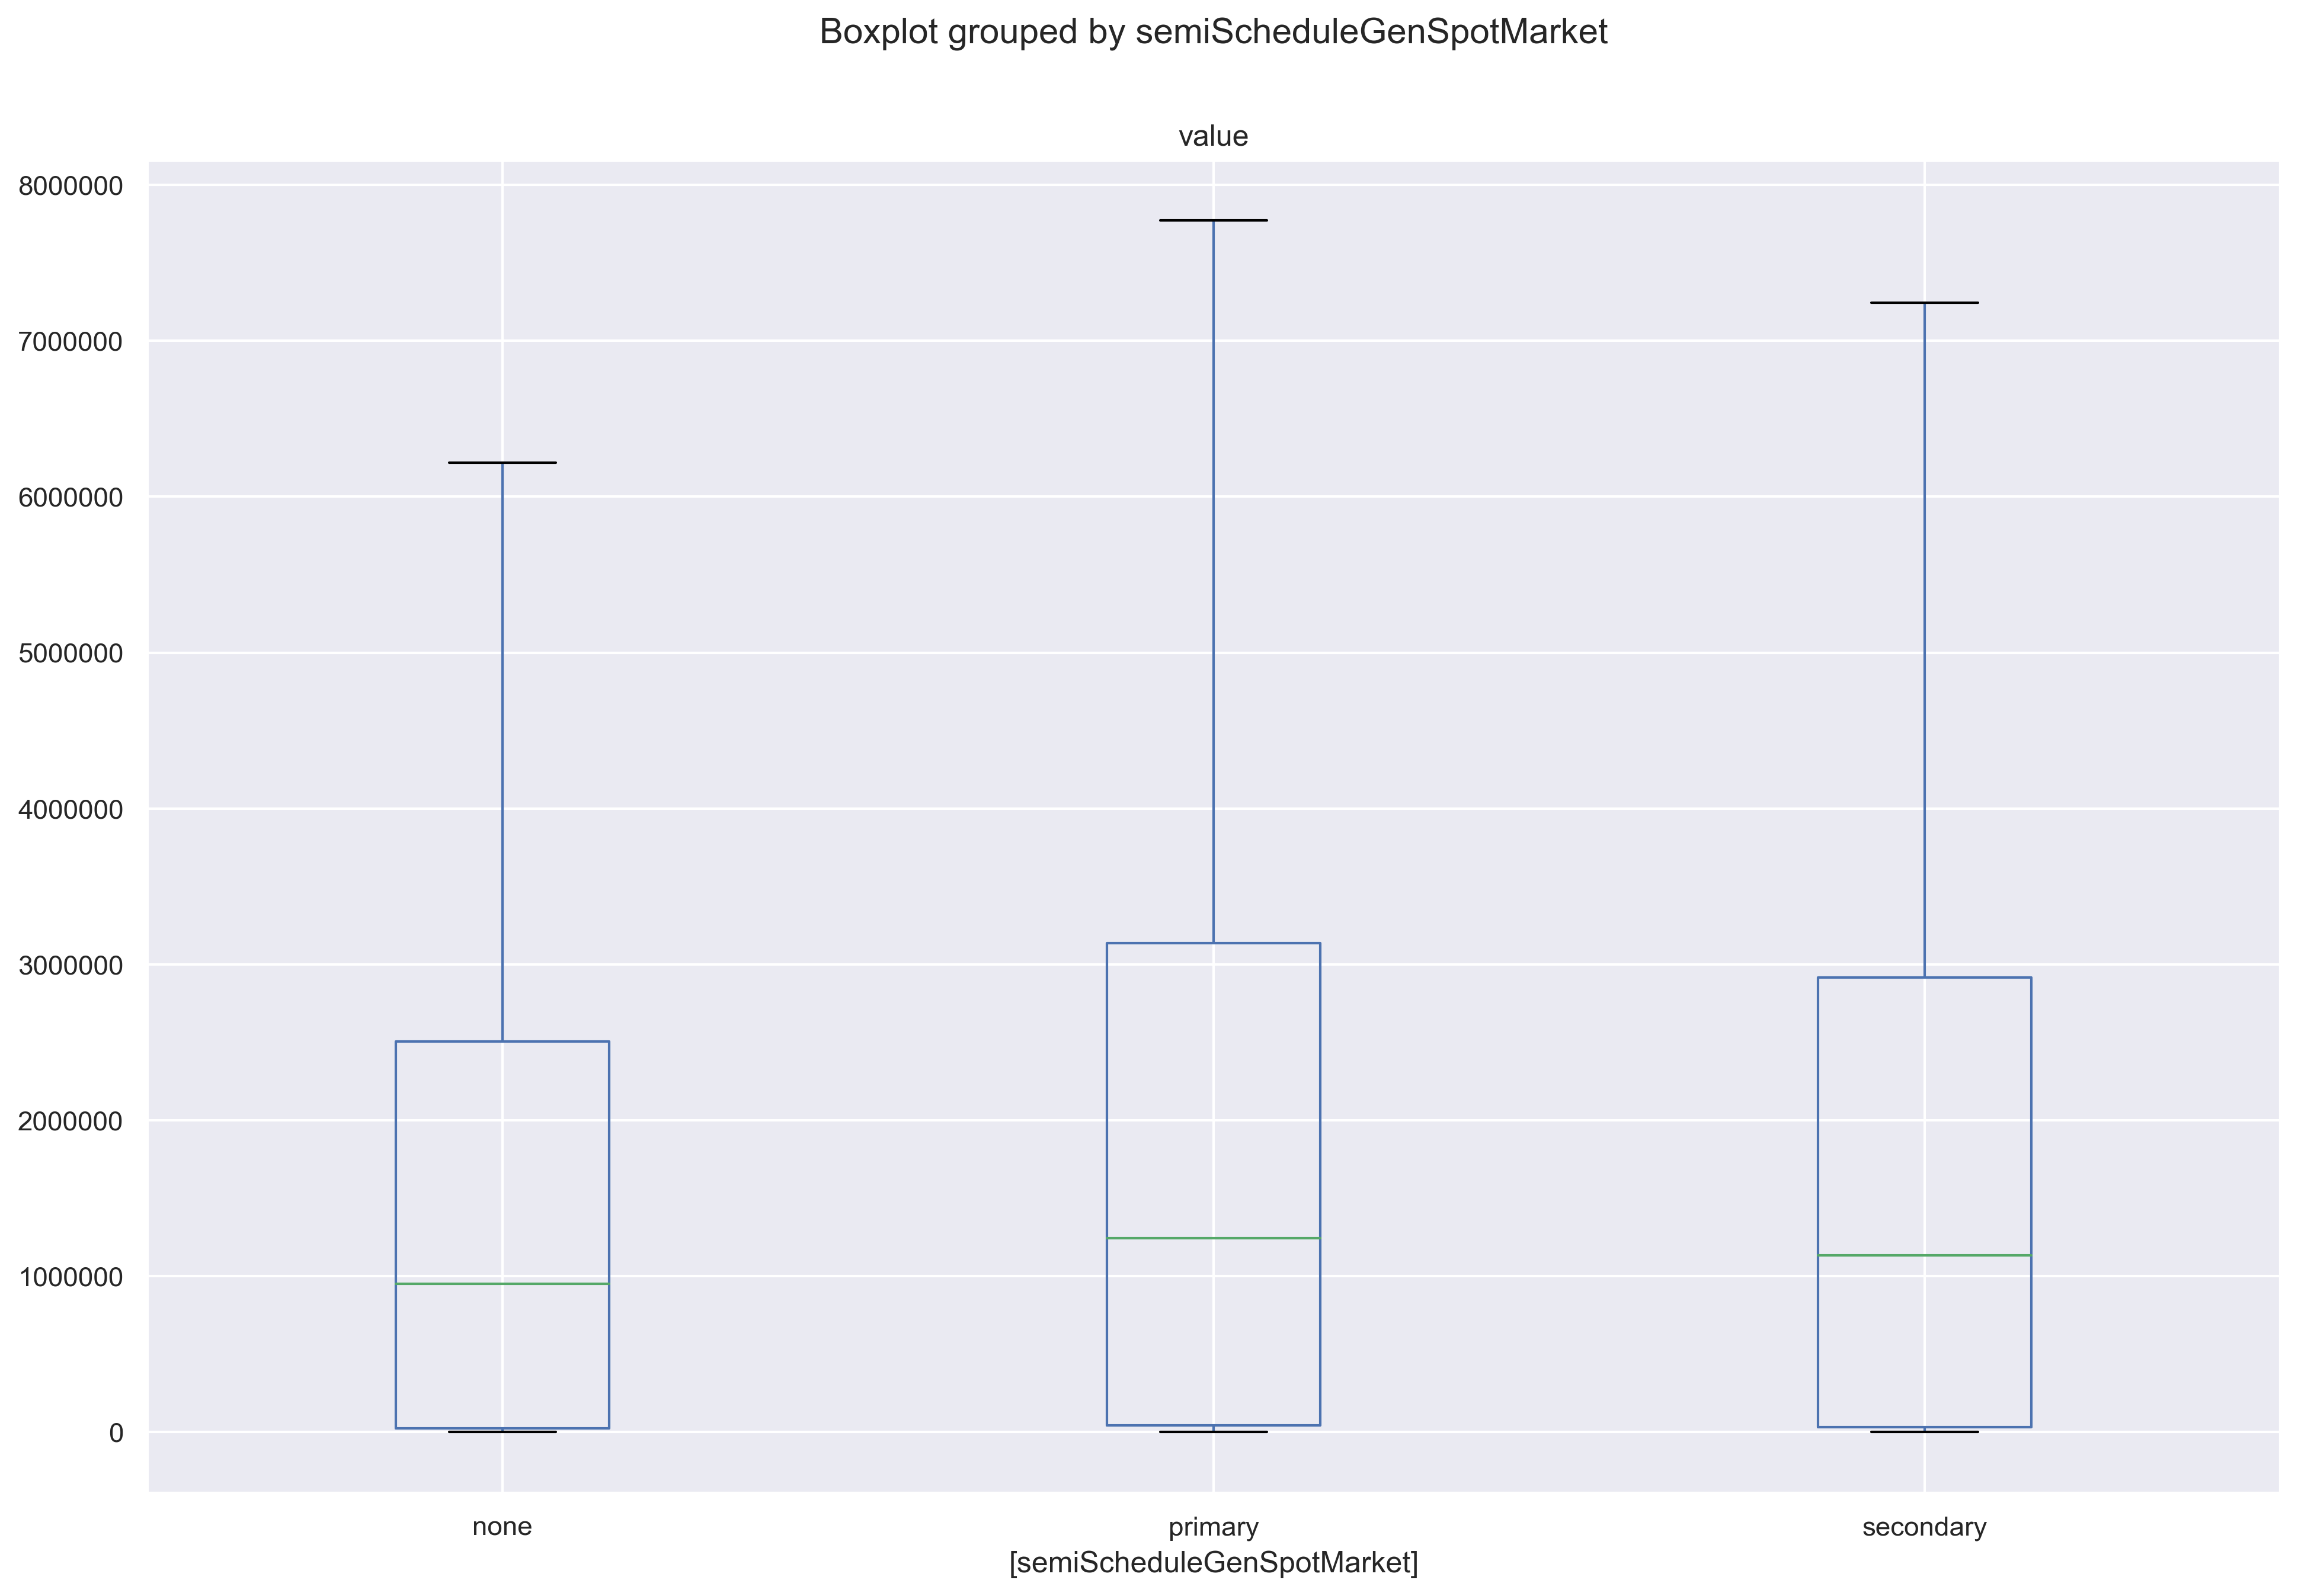 Boxplot grouped by semiScheduleGenSpotMarket
value
8000000
7000000
6000000
5000000
4000000
3000000
2000000
1000000
0
none primary secondary
[semiScheduleGenSpotMarket]